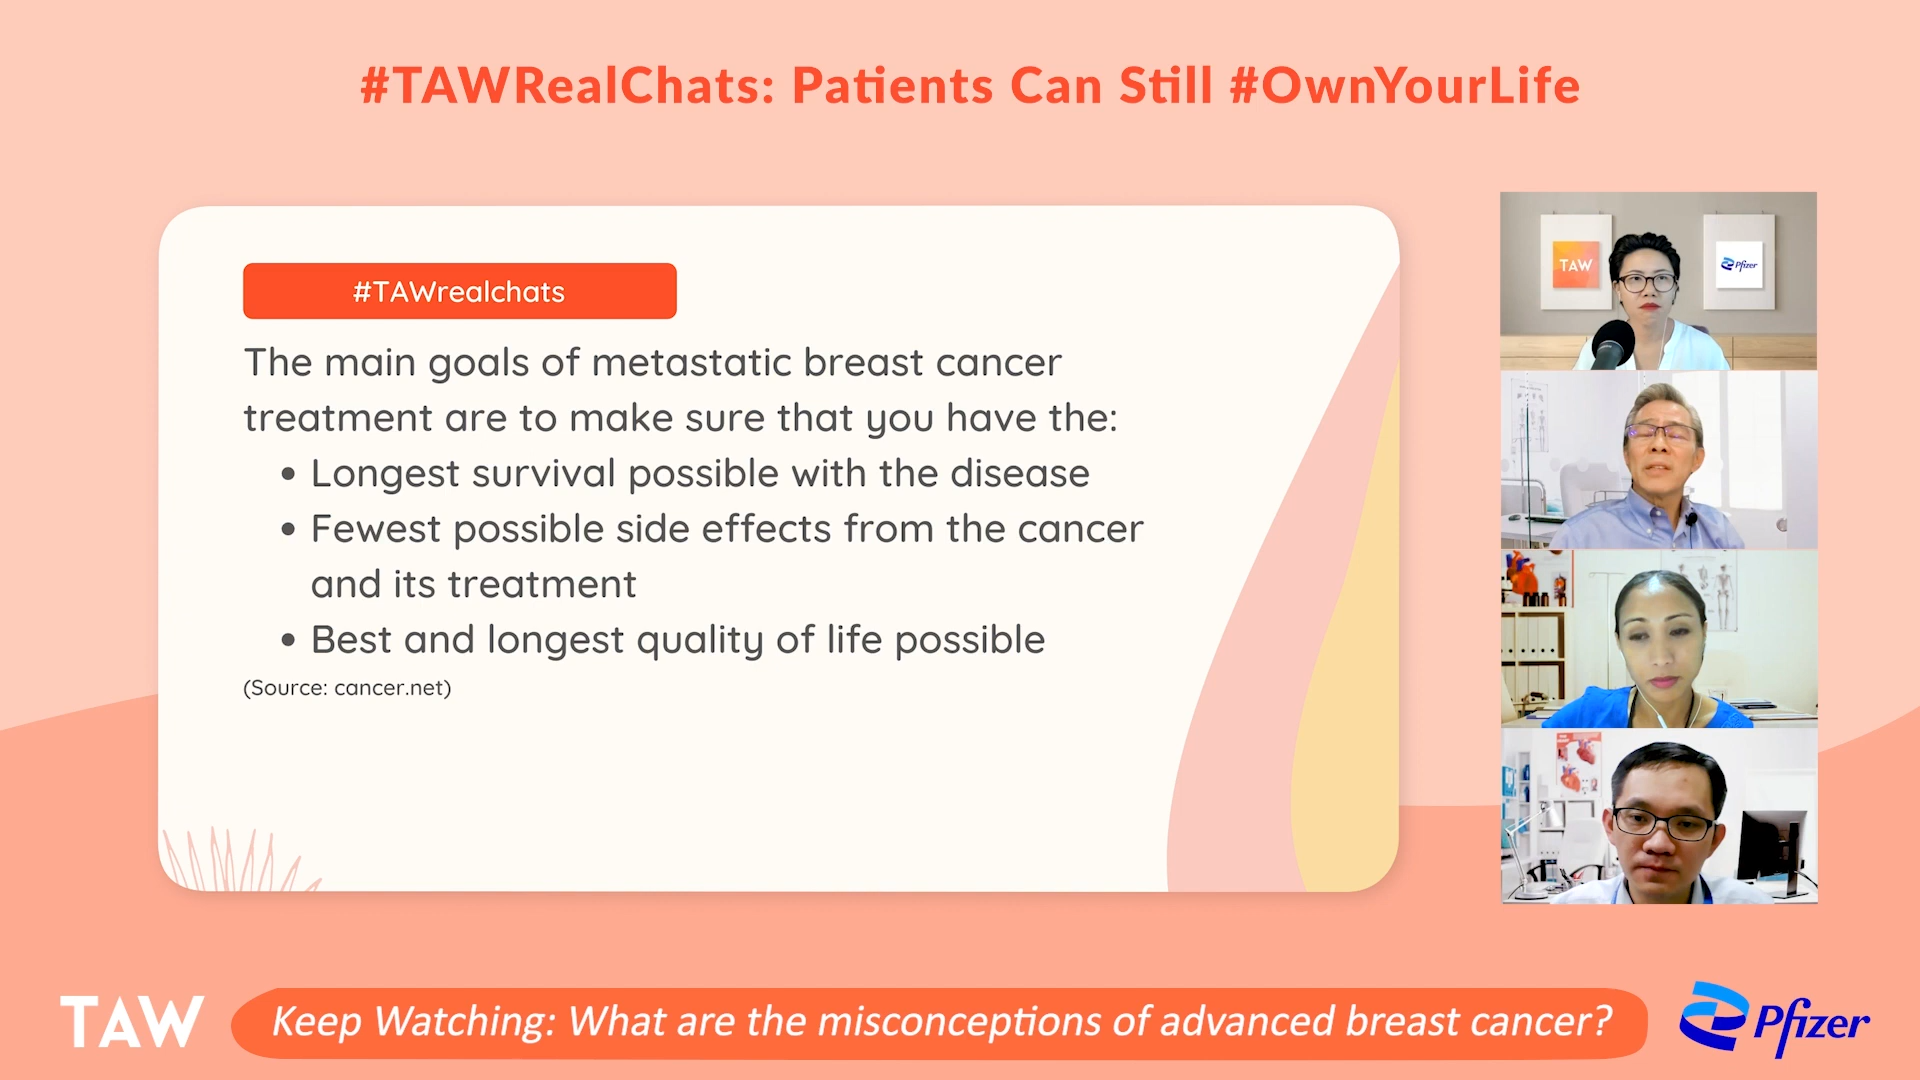 #TAWRealChats: Patients Can Still #OwnYourLife
#TAWrealchats
The main goals of metastatic breast cancer
treatment are to make sure that you have the:
• Longest survival possible with the disease
• Fewest possible side effects from the cancer
and its treatment
• Best and longest quality of life possible
(Source: cancer.net)
TAW
Pfizer
TAW
Keep Watching: What are the misconceptions of advanced breast cancer?
Pfizer